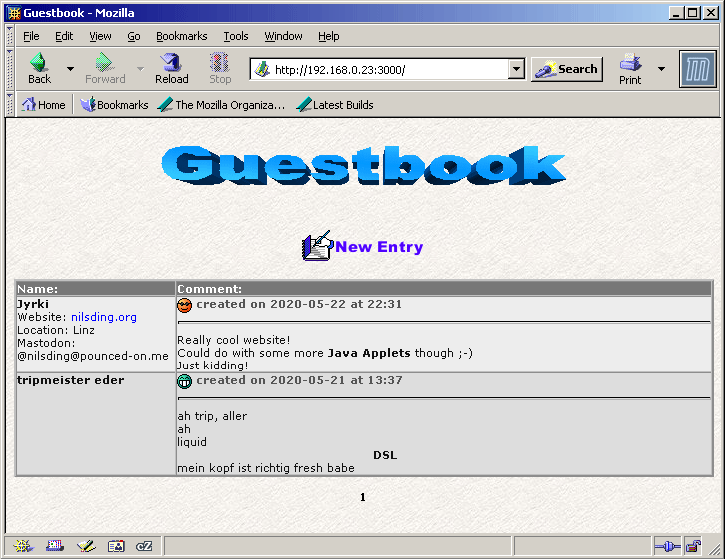 Guestbook - Mozilla
File Edit View Go Bookmarks Tools Window Help
Back Forward Reload Stop http://192.168.0.23:3000/ Search Print
Home Bookmarks The Mozilla Organiza... Latest Builds
Guestbook
New Entry
Name: Comment:
Jyrki
Website: nilsding.org
Location: Linz
Mastodon:
@nilsding@pounced-on.me
created on 2020-05-22 at 22:31
Really cool website!
Could do with some more Java Applets though ;-)
Just kidding!
tripmeister eder
created on 2020-05-21 at 13:37
ah trip, aller
ah
liquid
DSL
mein kopf ist richtig fresh babe
1
cZ